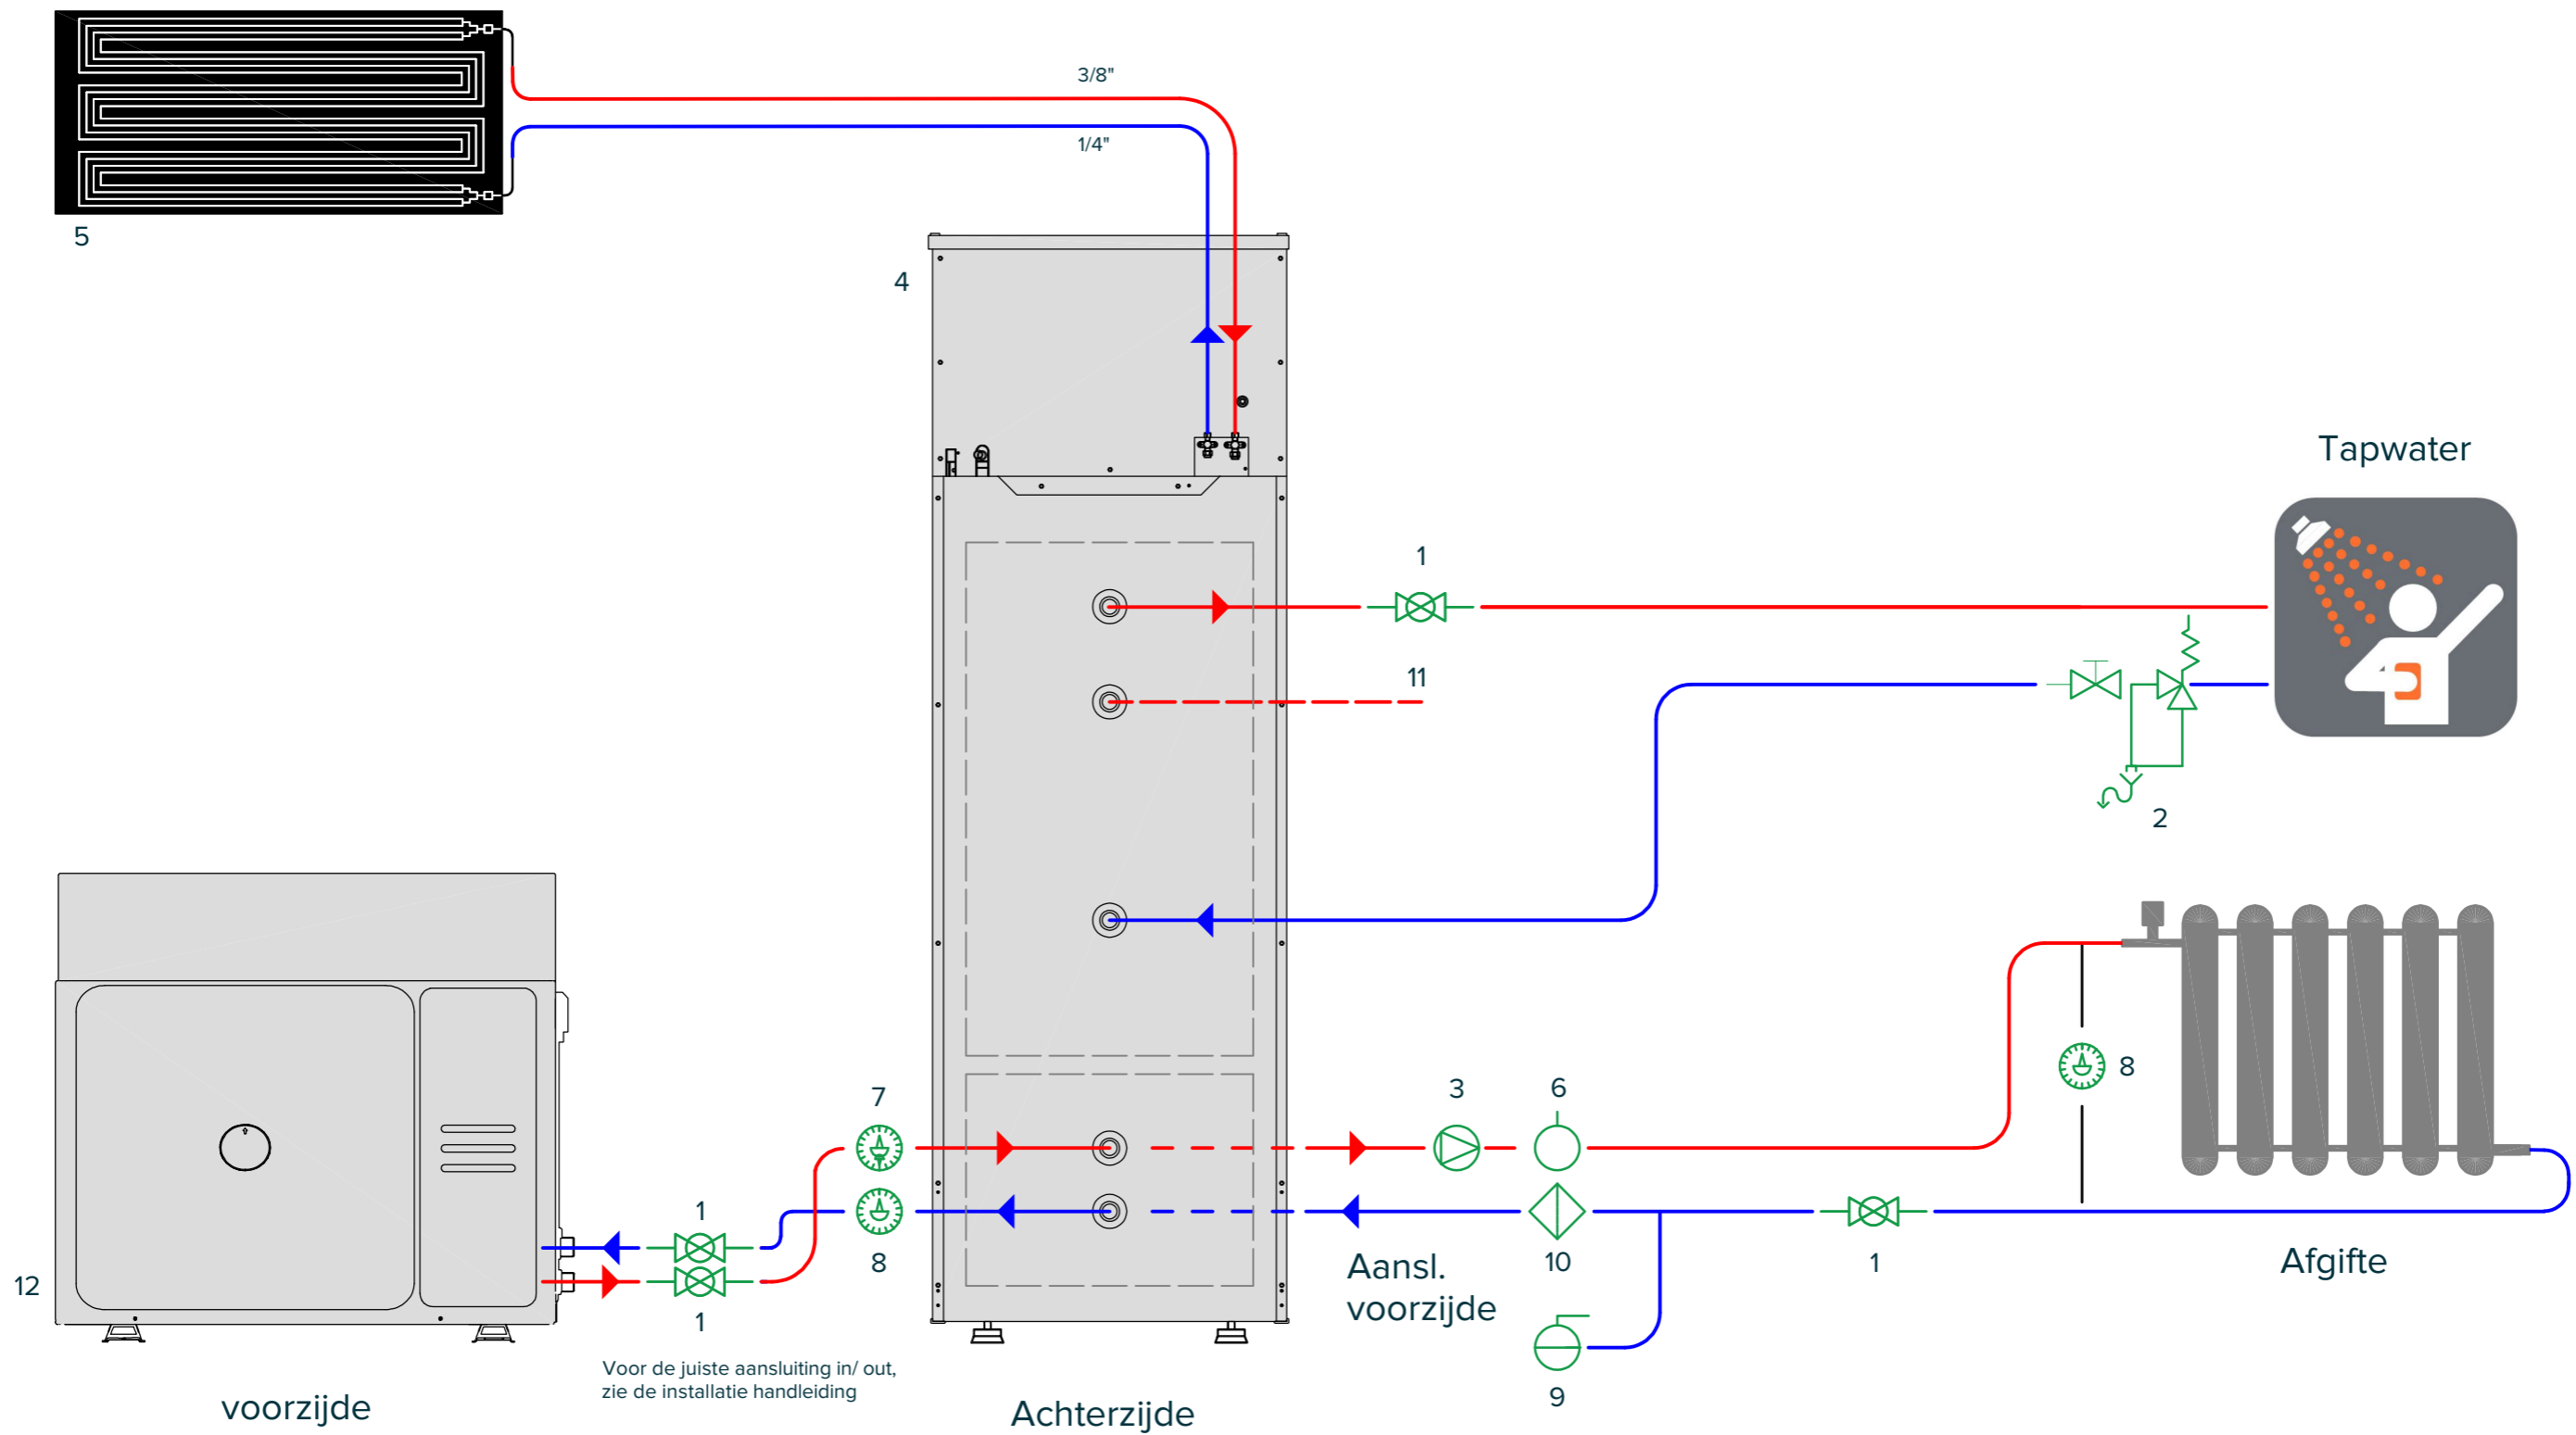 3/8"
1/4"
5
4
Tapwater
1
11
2
7
3
6
8
1
8
12
1
10
1
Aansl.
voorzijde
Afgifte
Voor de juiste aansluiting in/ out,
zie de installatie handleiding
9
voorzijde
Achterzijde